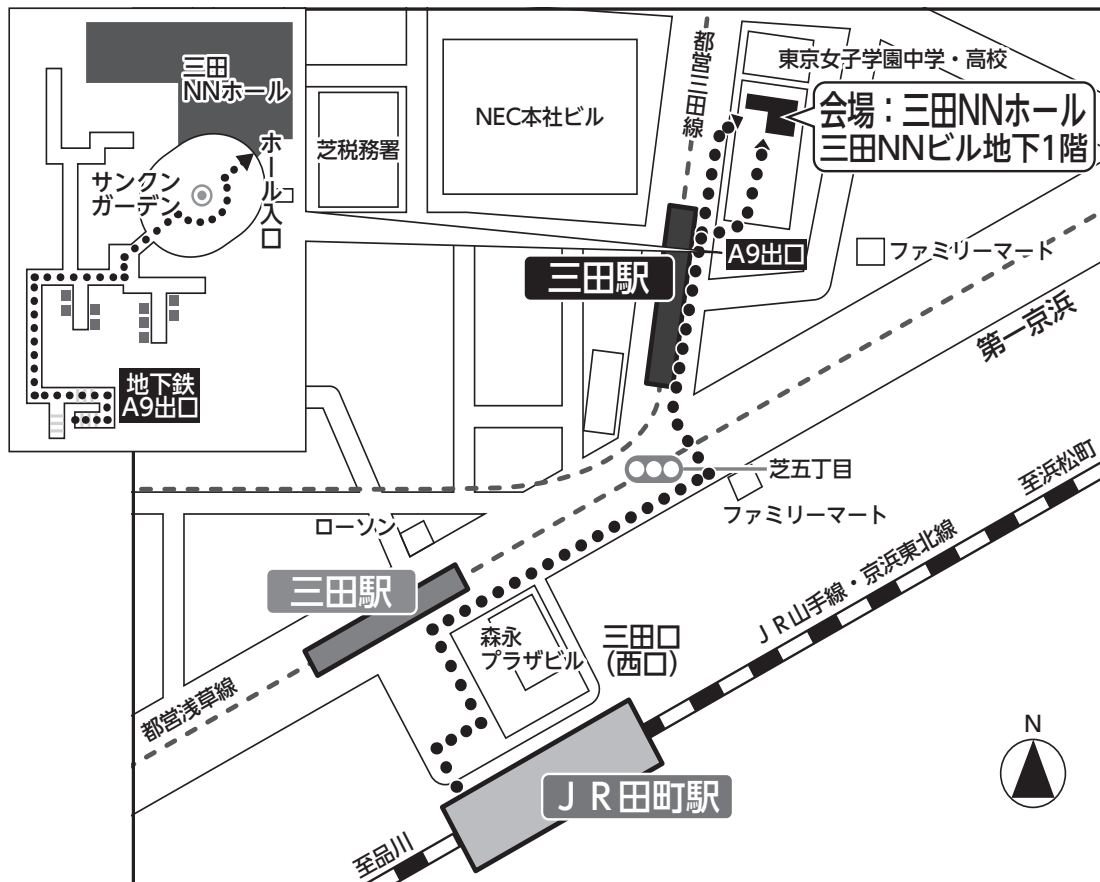 三田
NNホール
ホール入口
サンクン
ガーデン
地下鉄
A9出口
芝税務署
NEC本社ビル
都営三田線
東京女子学園中学・高校
会場：三田NNホール
三田NNビル地下1階
A9出口
ファミリーマート
三田駅
第一京浜
芝五丁目
ファミリーマート
至浜松町
ローソン
三田駅
森永
プラザビル
三田口
（西口）
ＪＲ山手線・京浜東北線
都営浅草線
ＪＲ田町駅
至品川
N